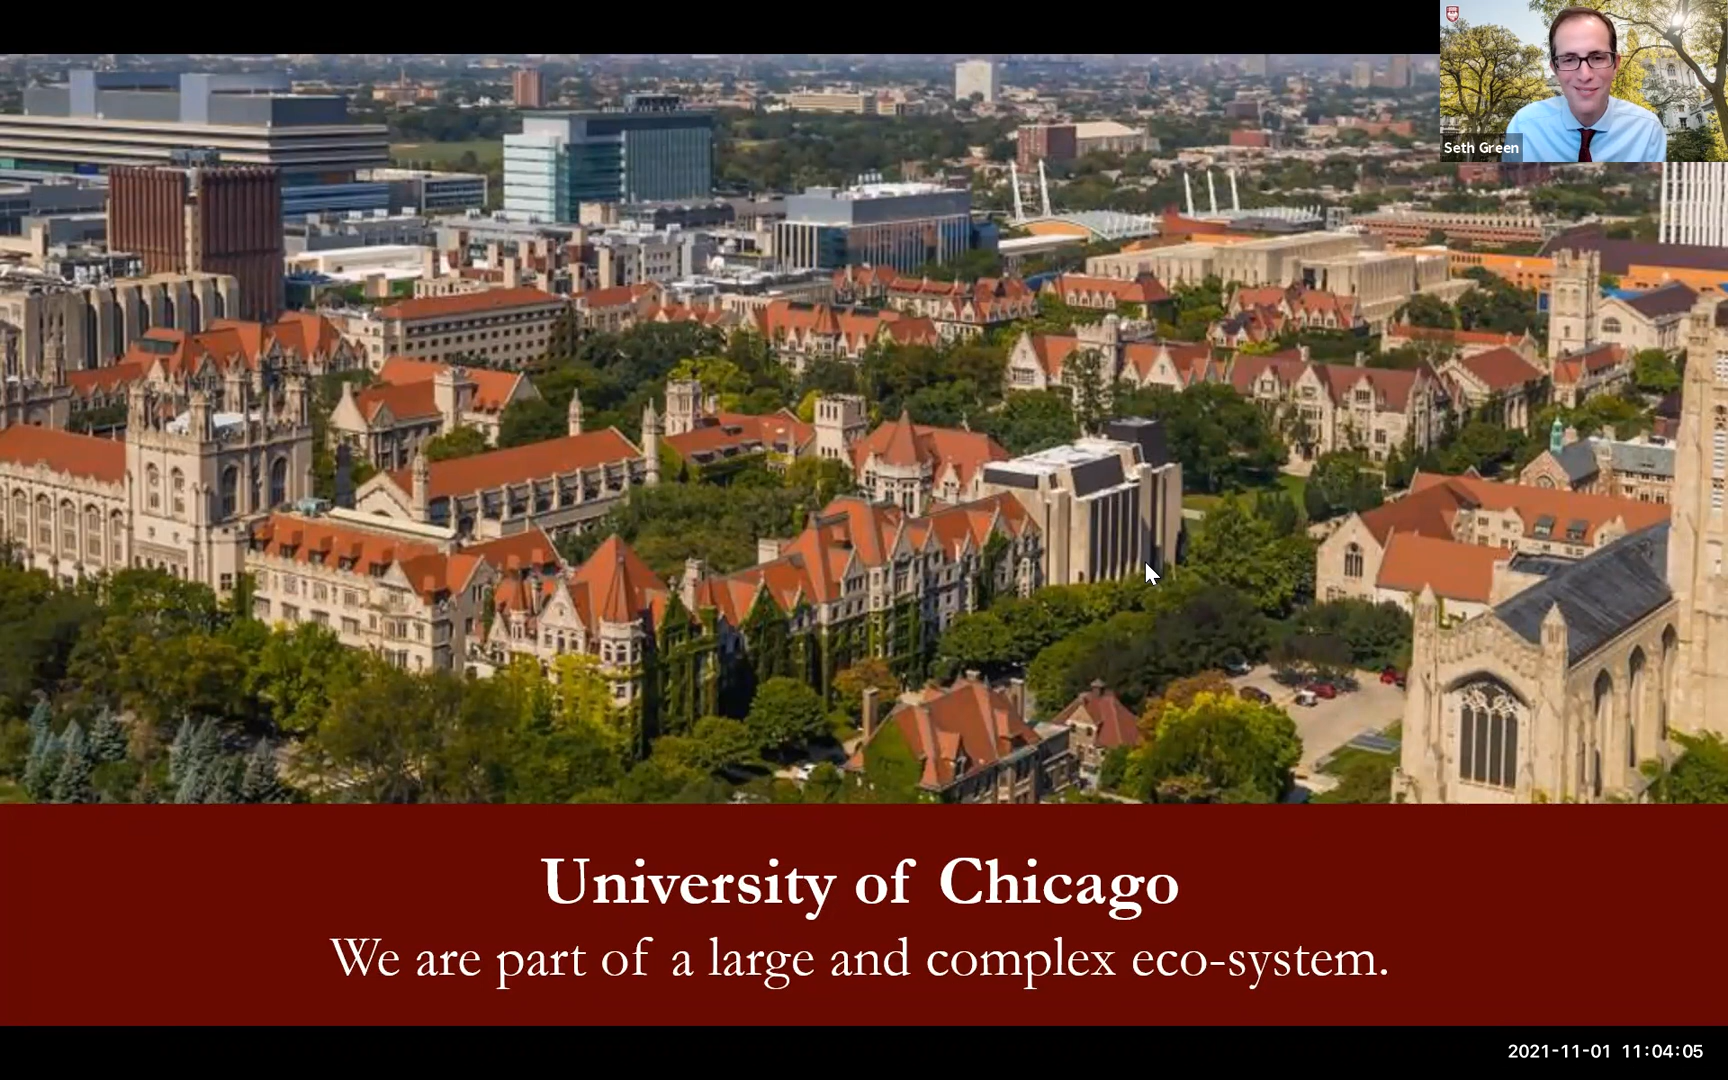 Seth Green
University of Chicago
We are part of a large and complex eco-system.
2021-11-01 11:04:05